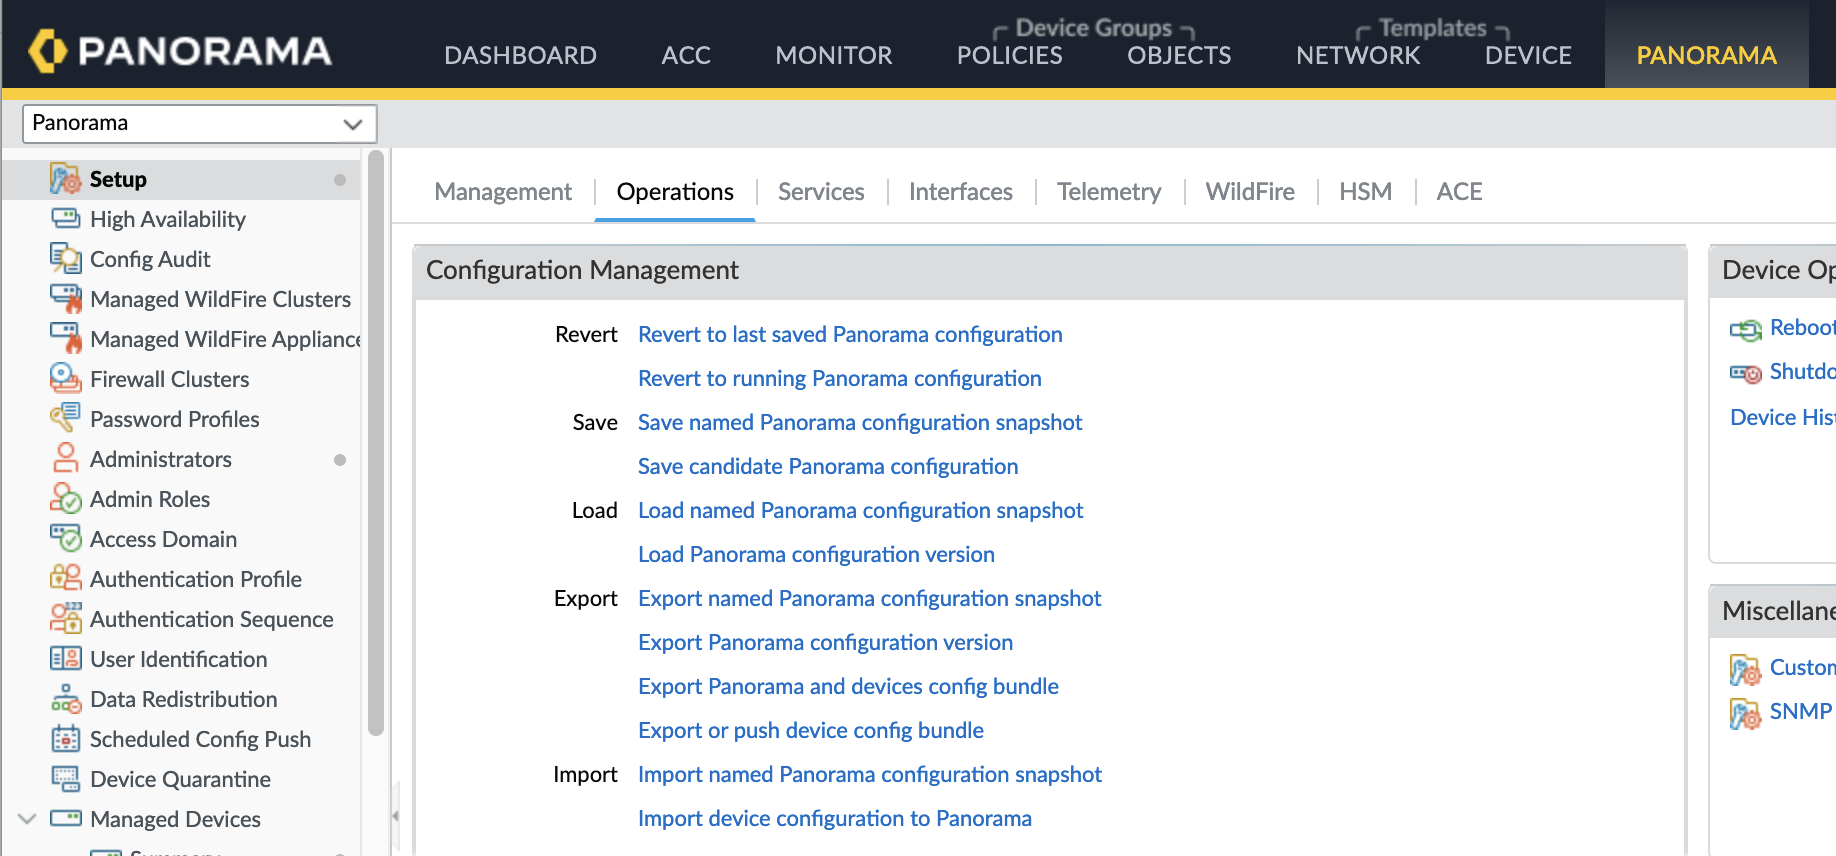 PANORAMA
Device Groups
Templates
DASHBOARD ACC MONITOR POLICIES OBJECTS NETWORK DEVICE PANORAMA
Panorama
Setup
High Availability
Config Audit
Managed WildFire Clusters
Managed WildFire Appliance
Firewall Clusters
Password Profiles
Administrators
Admin Roles
Access Domain
Authentication Profile
Authentication Sequence
User Identification
Data Redistribution
Scheduled Config Push
Device Quarantine
Managed Devices
Summary
Management Operations Services Interfaces Telemetry WildFire HSM ACE
Configuration Management
Revert Revert to last saved Panorama configuration
Revert to running Panorama configuration
Save Save named Panorama configuration snapshot
Save candidate Panorama configuration
Load Load named Panorama configuration snapshot
Load Panorama configuration version
Export Export named Panorama configuration snapshot
Export Panorama configuration version
Export Panorama and devices config bundle
Export or push device config bundle
Import Import named Panorama configuration snapshot
Import device configuration to Panorama
Device Op
Reboot
Shutdo
Device His
Miscellane
Custom
SNMP